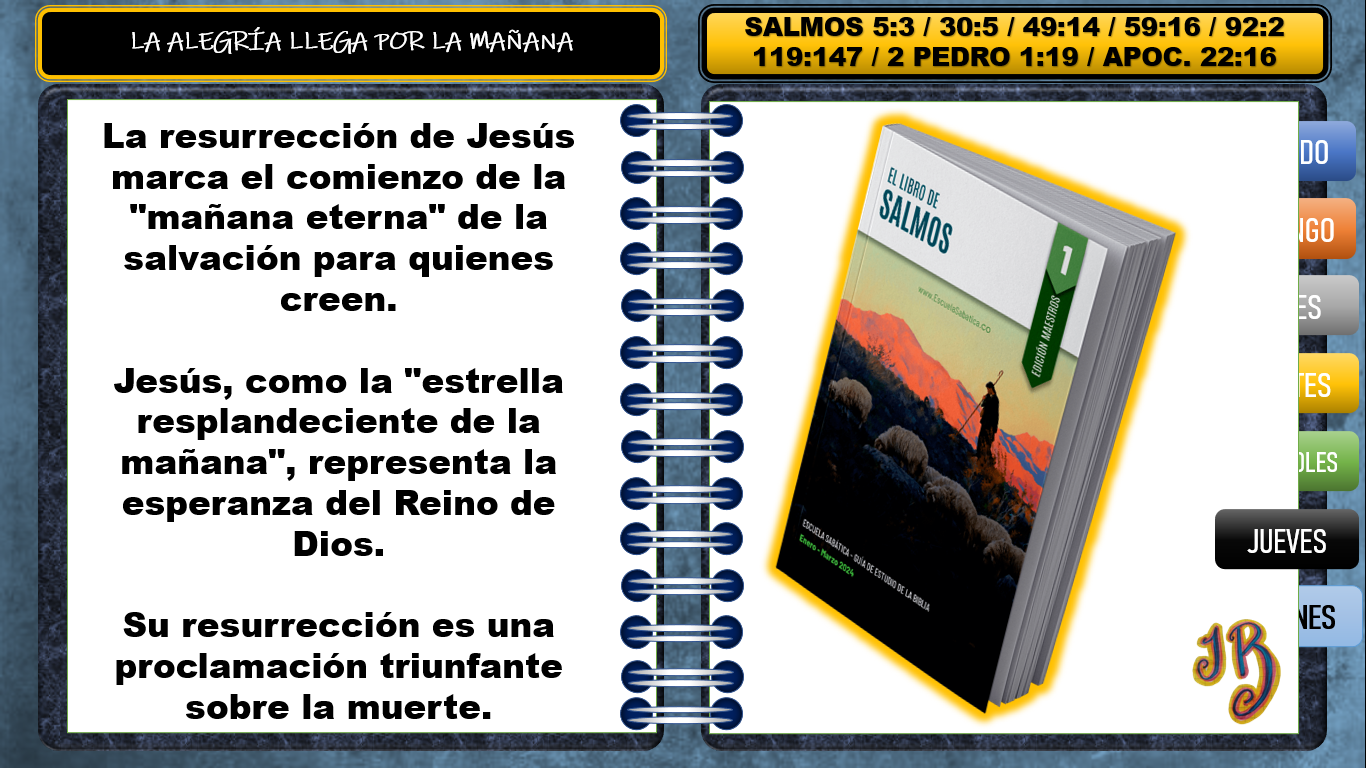 LA ALEGRÍA LLEGA POR LA MAÑANA
SALMOS 5:3 / 30:5 / 49:14 / 59:16 / 92:2
119:147 / 2 PEDRO 1:19 / APOC. 22:16
La resurrección de Jesús
marca el comienzo de la
"mañana eterna" de la
salvación para quienes
creen.
Jesús, como la "estrella
resplandeciente de la
mañana", representa la
esperanza del Reino de
Dios.
Su resurrección es una
proclamación triunfante
sobre la muerte.
EL LIBRO DE
SALMOS
1
EDICIÓN MAESTROS
www.EscuelaSabatica.co
ESCUELA SABÁTICA - GUÍA DE ESTUDIO DE LA BIBLIA
Enero - Marzo 2024
DO
NGO
ES
TES
OLES
JUEVES
NES
JB